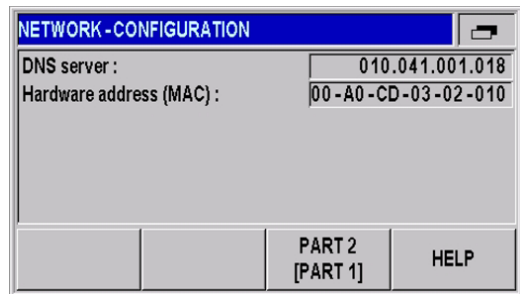 NETWORK-CONFIGURATION
DNS server : 010.041.001.018
Hardware address (MAC) : 00-A0-CD-03-02-010
PART 2
[PART 1]
HELP